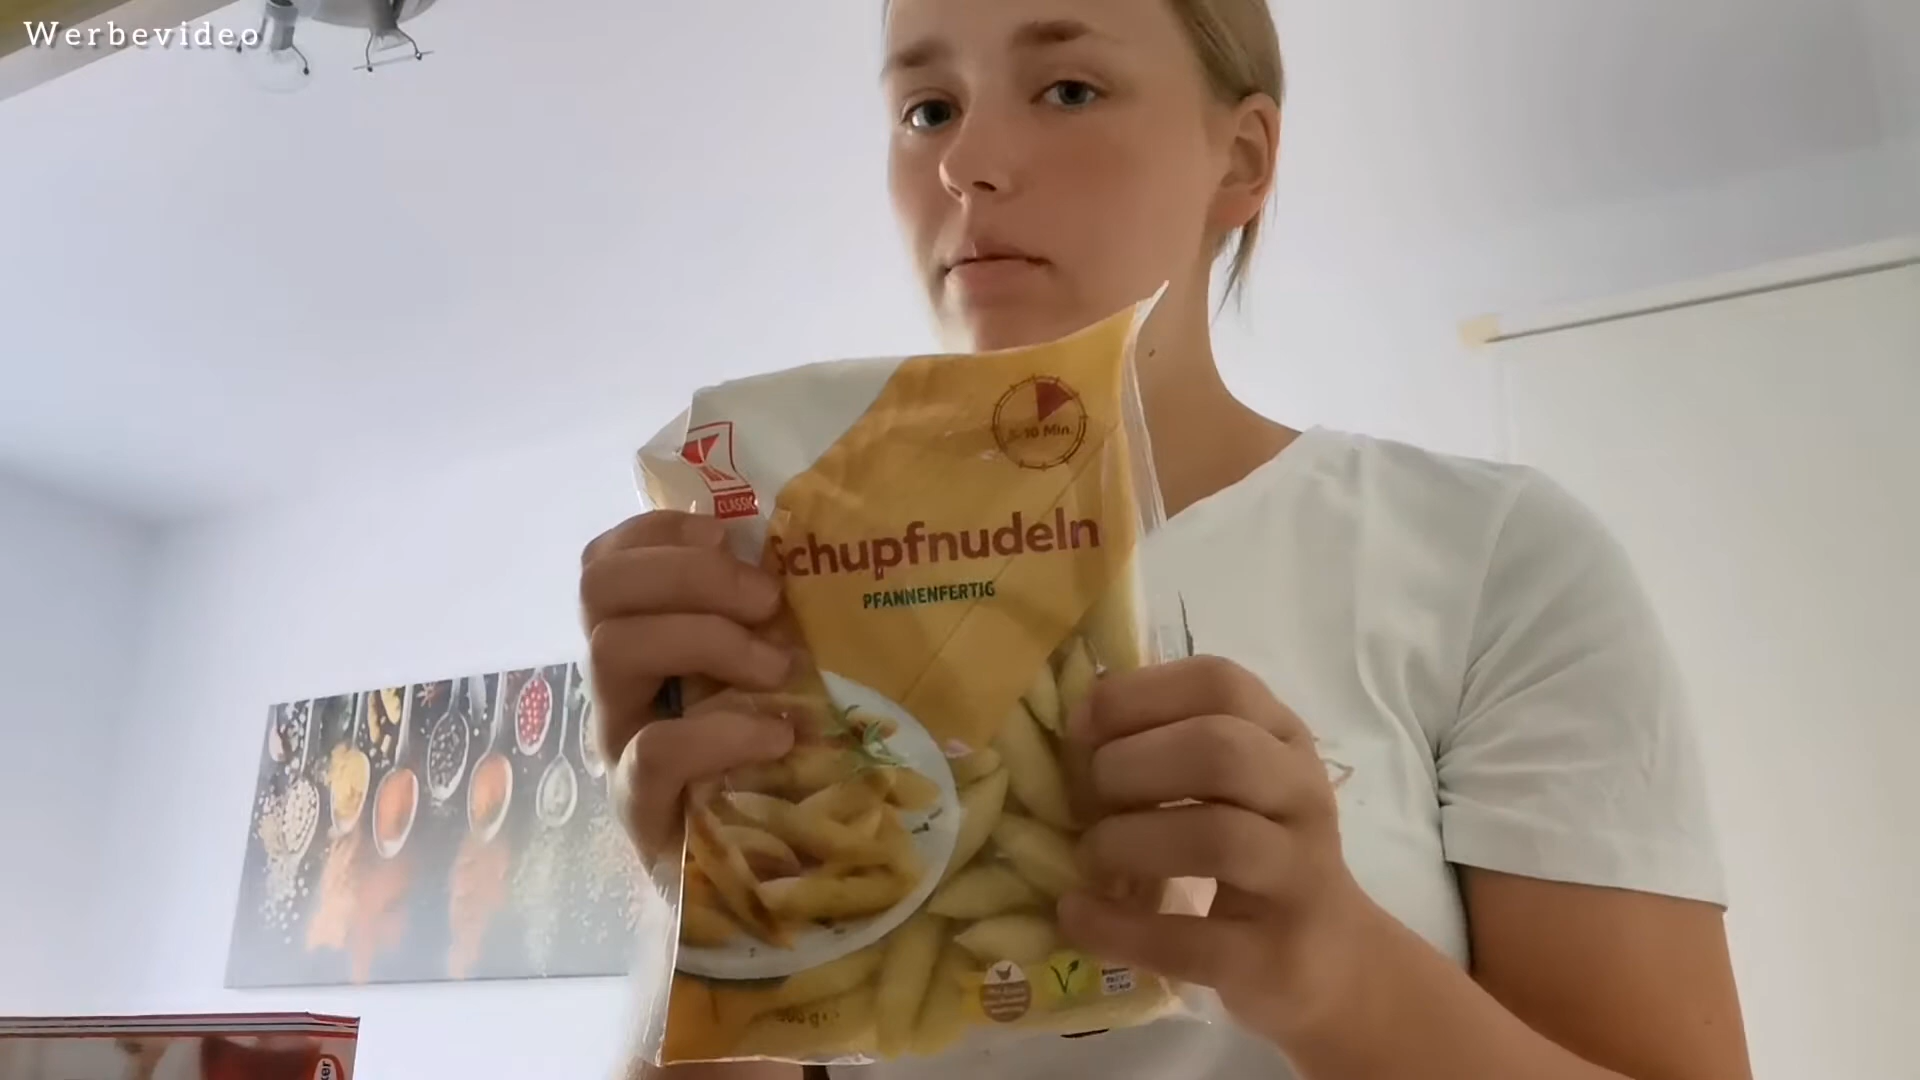 Werbevideo
10 Min.
CLASSIC
Schupfnudeln
PFANNENFERTIG